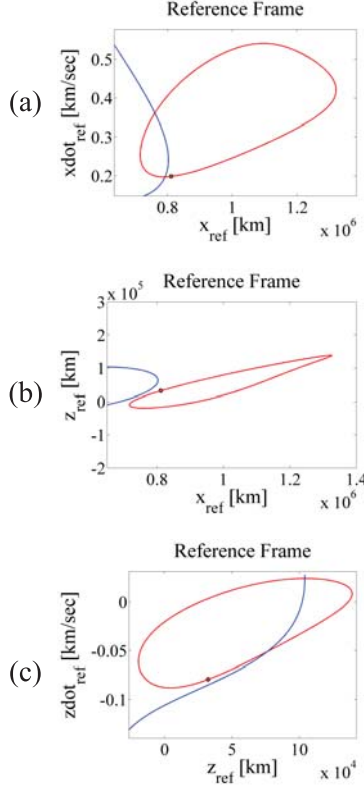 Reference Frame
(a)
xdot_ref [km/sec]
0.5
0.4
0.3
0.2
0.8 1 1.2
x 10^6
x_ref [km]
Reference Frame
x 10^5
(b)
z_ref [km]
3
2
1
0
-1
-2
0.8 1 1.2 1.4
x 10^6
x_ref [km]
Reference Frame
(c)
zdot_ref [km/sec]
0
-0.05
-0.1
0 5 10
x 10^4
z_ref [km]